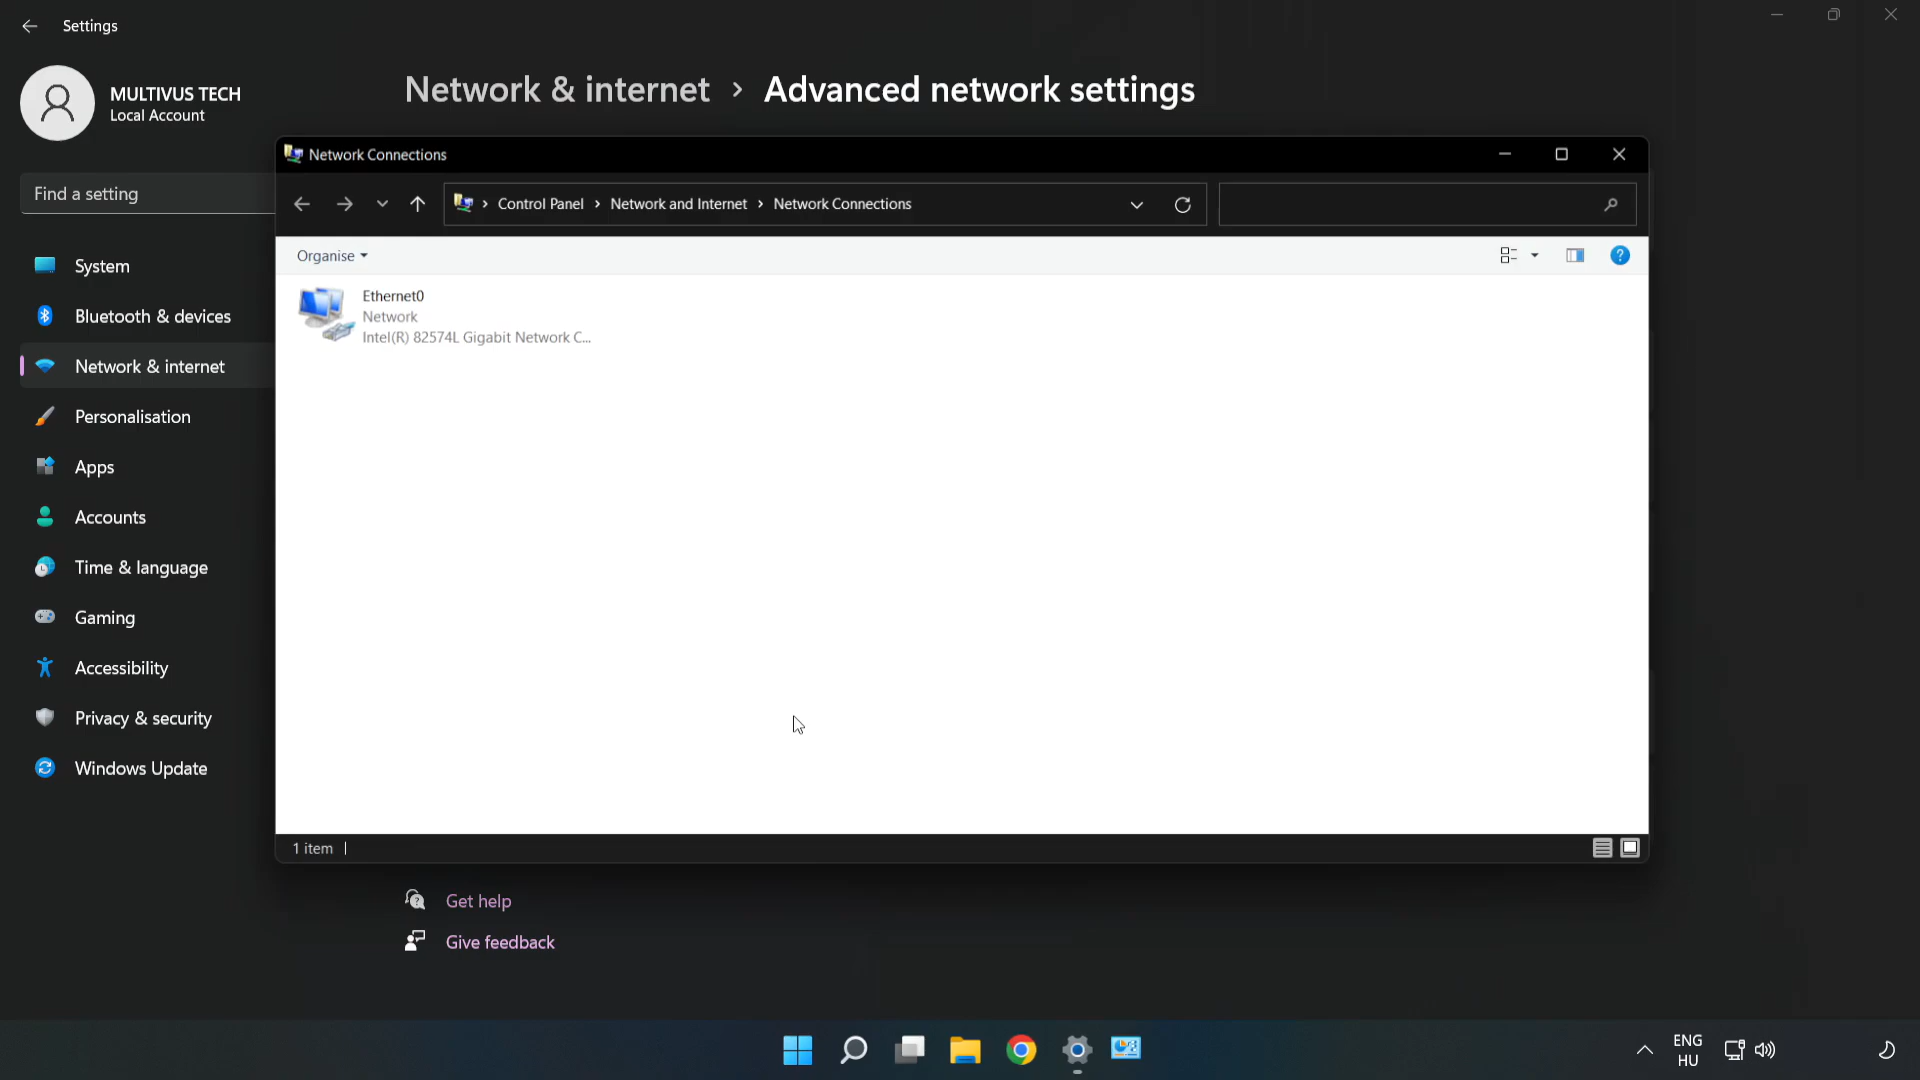 Settings
MULTIVUS TECH
Local Account
Find a setting
System
Bluetooth & devices
Network & internet
Personalisation
Apps
Accounts
Time & language
Gaming
Accessibility
Privacy & security
Windows Update
Network & internet > Advanced network settings
Network Connections
> Control Panel > Network and Internet > Network Connections
Organise
?
Ethernet0
Network
Intel(R) 82574L Gigabit Network C...
1 item
Get help
Give feedback
ENG
HU